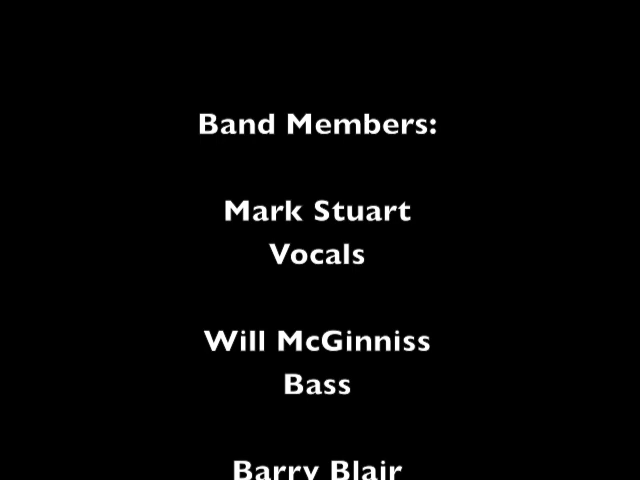 Band Members:
Mark Stuart
Vocals
Will McGinniss
Bass
Barry Blair